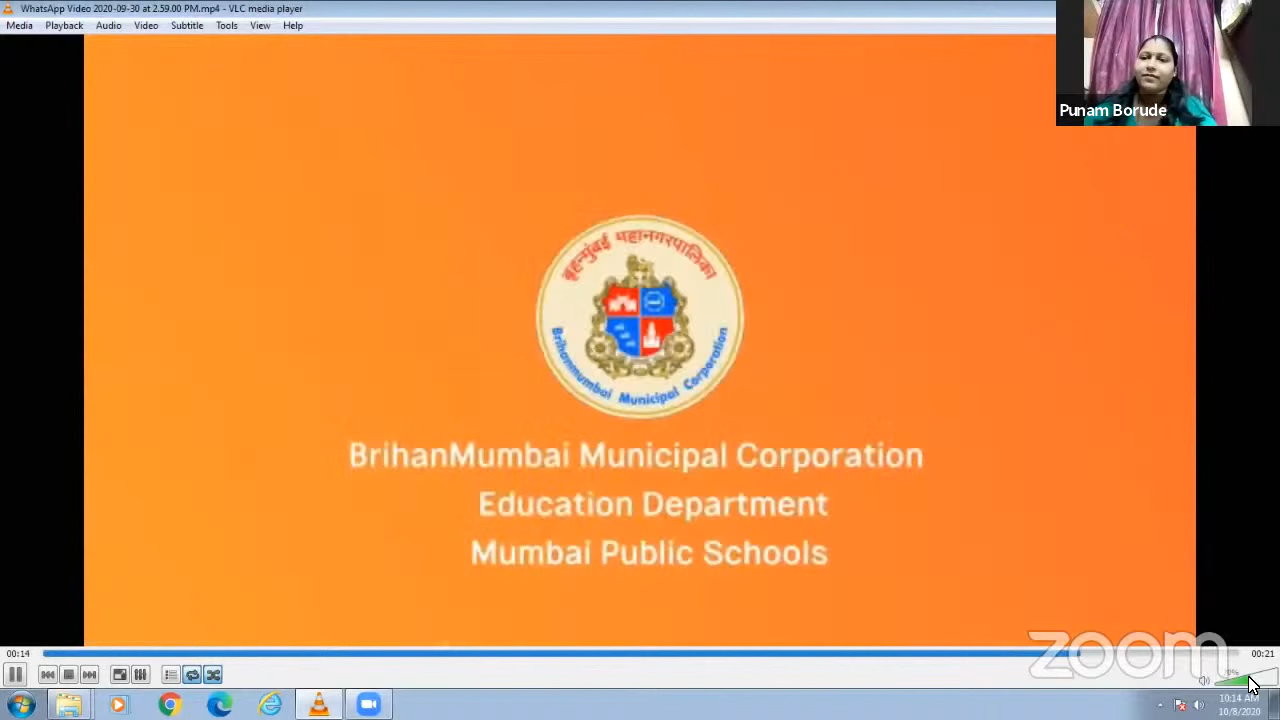 WhatsApp Video 2020-09-30 at 2.59.00 PM.mp4 - VLC media player
Media Playback Audio Video Subtitle Tools View Help
Punam Borude
बृहन्मुंबई महानगरपालिका
Brihanmumbai Municipal Corporation
BrihanMumbai Municipal Corporation
Education Department
Mumbai Public Schools
zoom
00:14
00:21
10:14 AM
10/8/2020